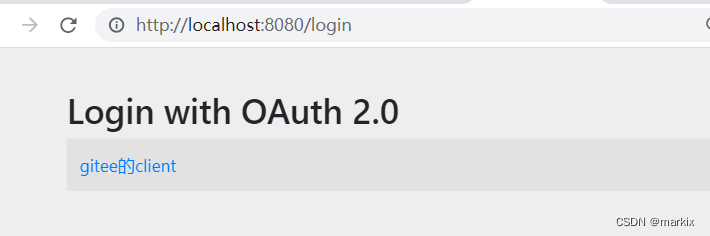 http://localhost:8080/login
Login with OAuth 2.0
gitee的client
CSDN @markix